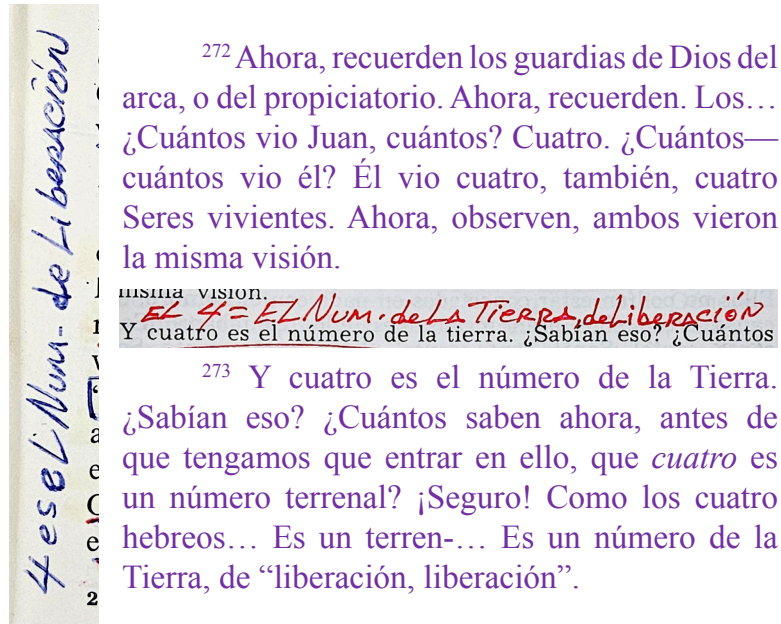 4 es el Num- de Liberación
272 Ahora, recuerden los guardias de Dios del
arca, o del propiciatorio. Ahora, recuerden. Los…
¿Cuántos vio Juan, cuántos? Cuatro. ¿Cuántos—
cuántos vio él? Él vio cuatro, también, cuatro
Seres vivientes. Ahora, observen, ambos vieron
la misma visión.
misma visión.
EL 4 = EL Num. de La Tierra, de Liberación
Y cuatro es el número de la tierra. ¿Sabían eso? ¿Cuántos
273 Y cuatro es el número de la Tierra.
¿Sabían eso? ¿Cuántos saben ahora, antes de
que tengamos que entrar en ello, que cuatro es
un número terrenal? ¡Seguro! Como los cuatro
hebreos… Es un terren-… Es un número de la
Tierra, de “liberación, liberación”.